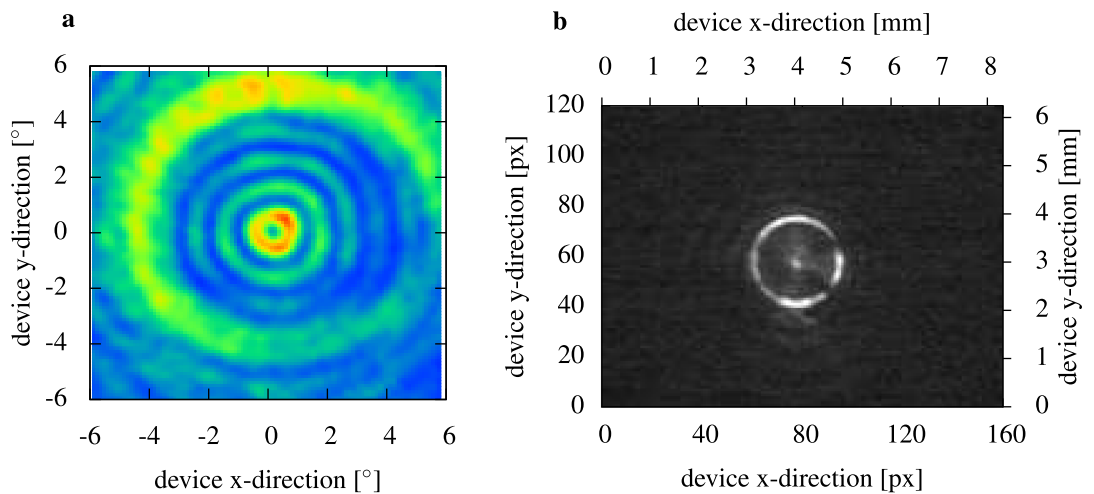 a
6
4
2
0
-2
-4
-6
device y-direction [°]
-6 -4 -2 0 2 4 6
device x-direction [°]
b
device x-direction [mm]
0 1 2 3 4 5 6 7 8
120
100
80
60
40
20
0
device y-direction [px]
6
5
4
3
2
1
0
device y-direction [mm]
0 40 80 120 160
device x-direction [px]